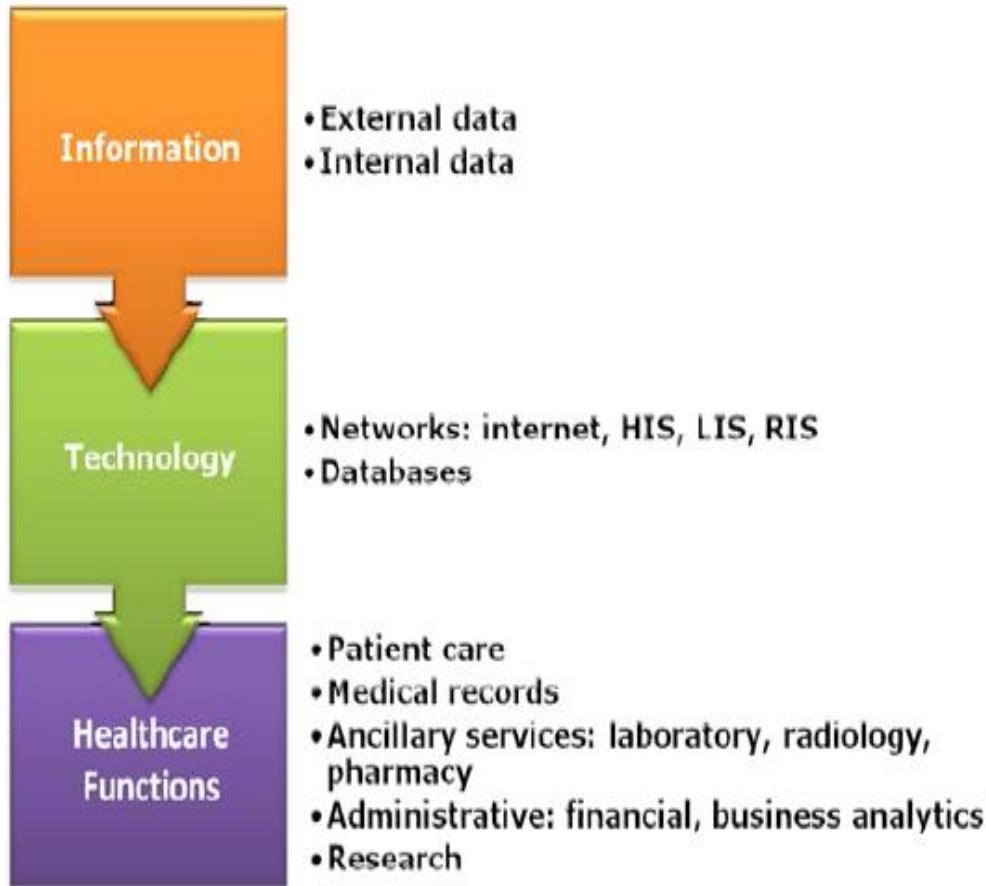 Information
• External data
• Internal data
Technology
• Networks: internet, HIS, LIS, RIS
• Databases
Healthcare
Functions
• Patient care
• Medical records
• Ancillary services: laboratory, radiology,
pharmacy
• Administrative: financial, business analytics
• Research